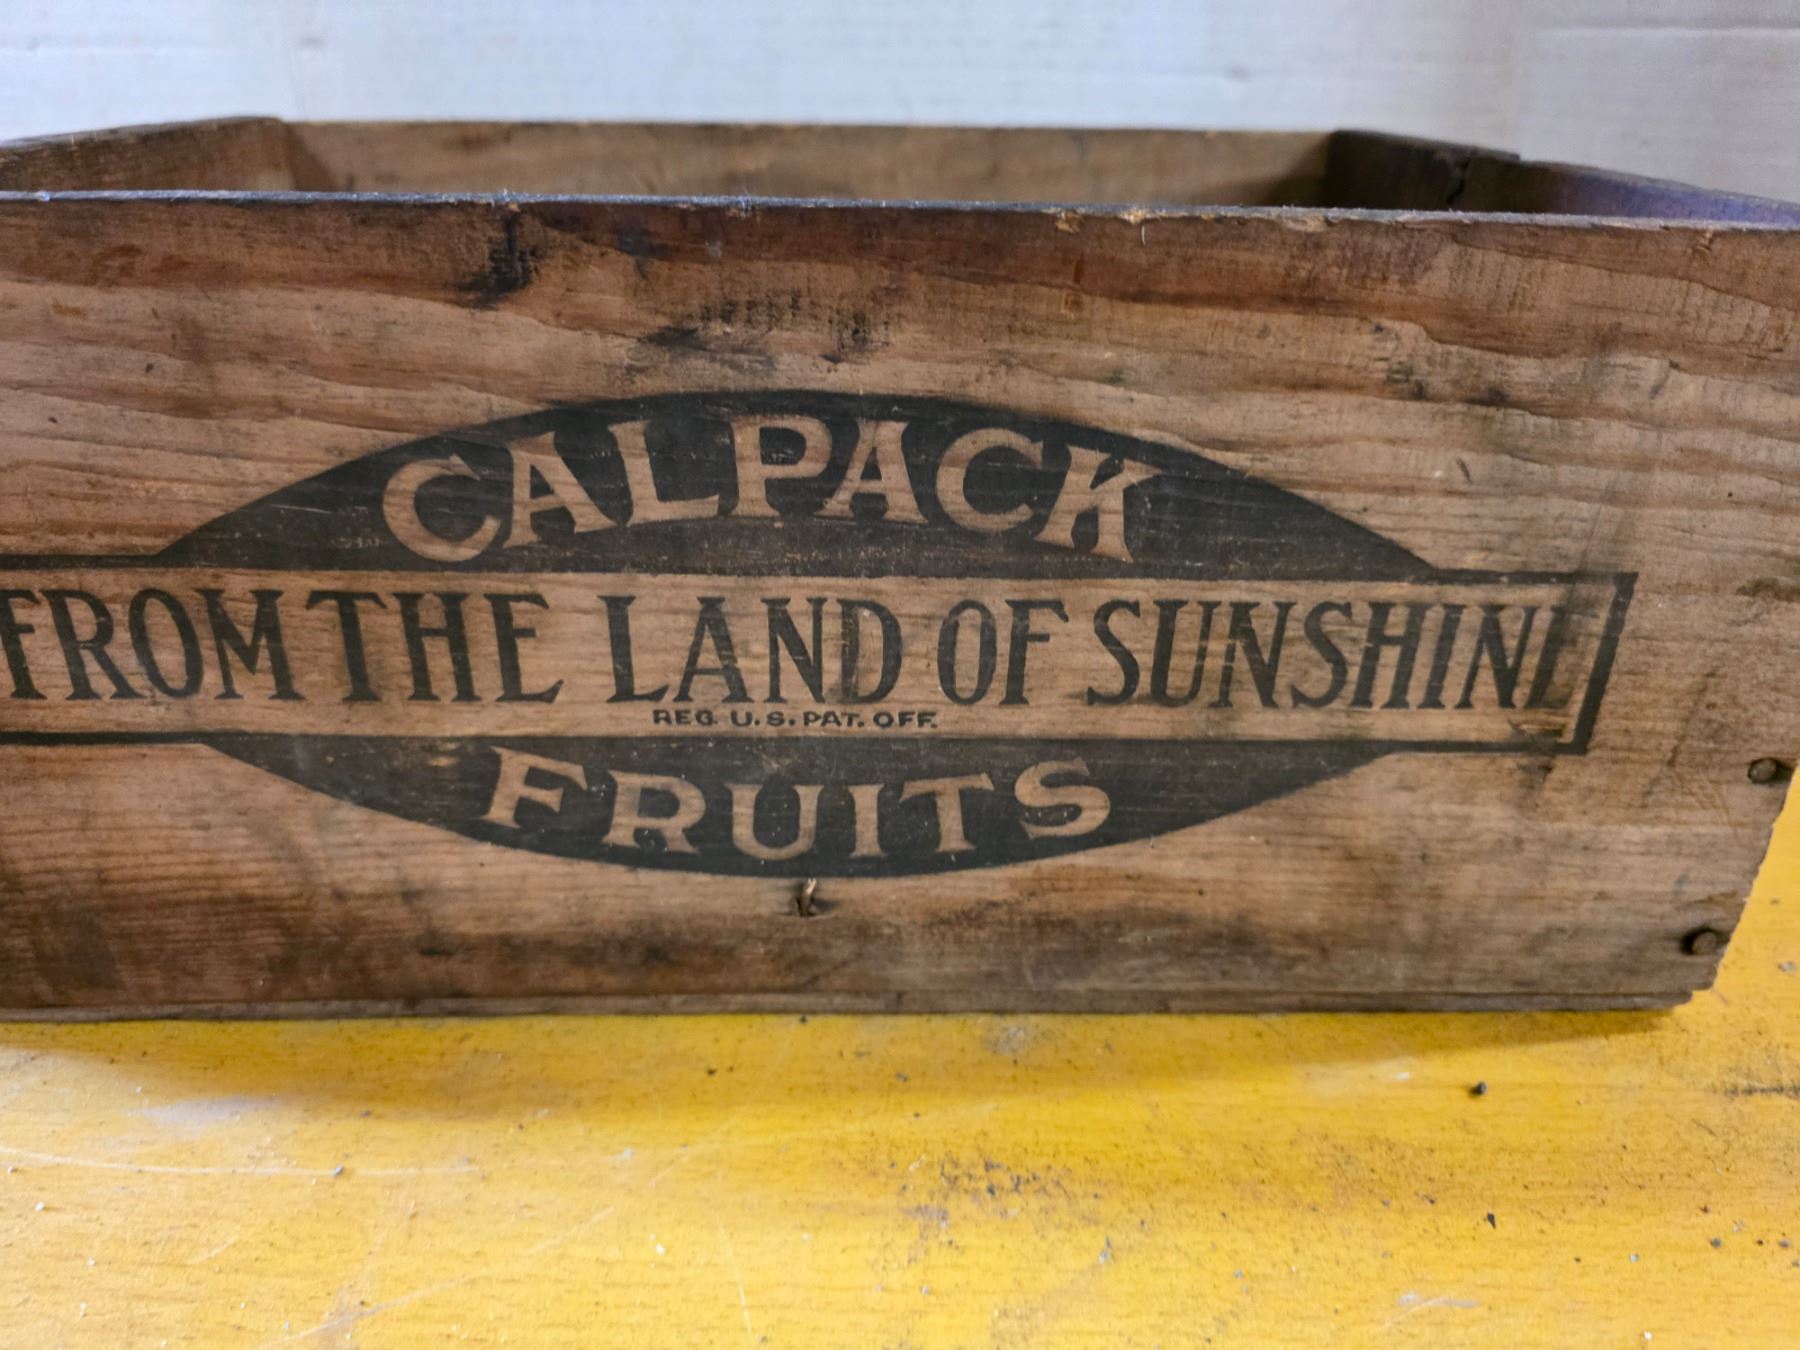 CALPACK
FROM THE LAND OF SUNSHINE
REG. U.S. PAT. OFF.
FRUITS